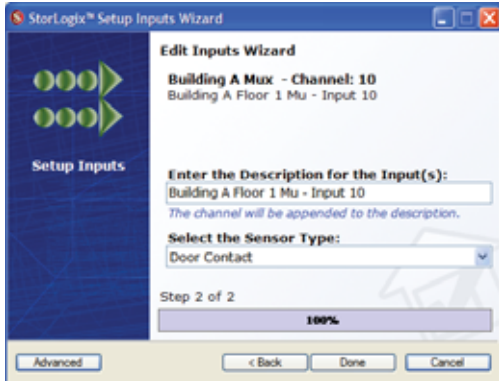 StorLogix™ Setup Inputs Wizard
Edit Inputs Wizard
Building A Mux - Channel: 10
Building A Floor 1 Mu - Input 10
Setup Inputs
Enter the Description for the Input(s):
Building A Floor 1 Mu - Input 10
The channel will be appended to the description.
Select the Sensor Type:
Door Contact
Step 2 of 2
100%
Advanced
< Back
Done
Cancel